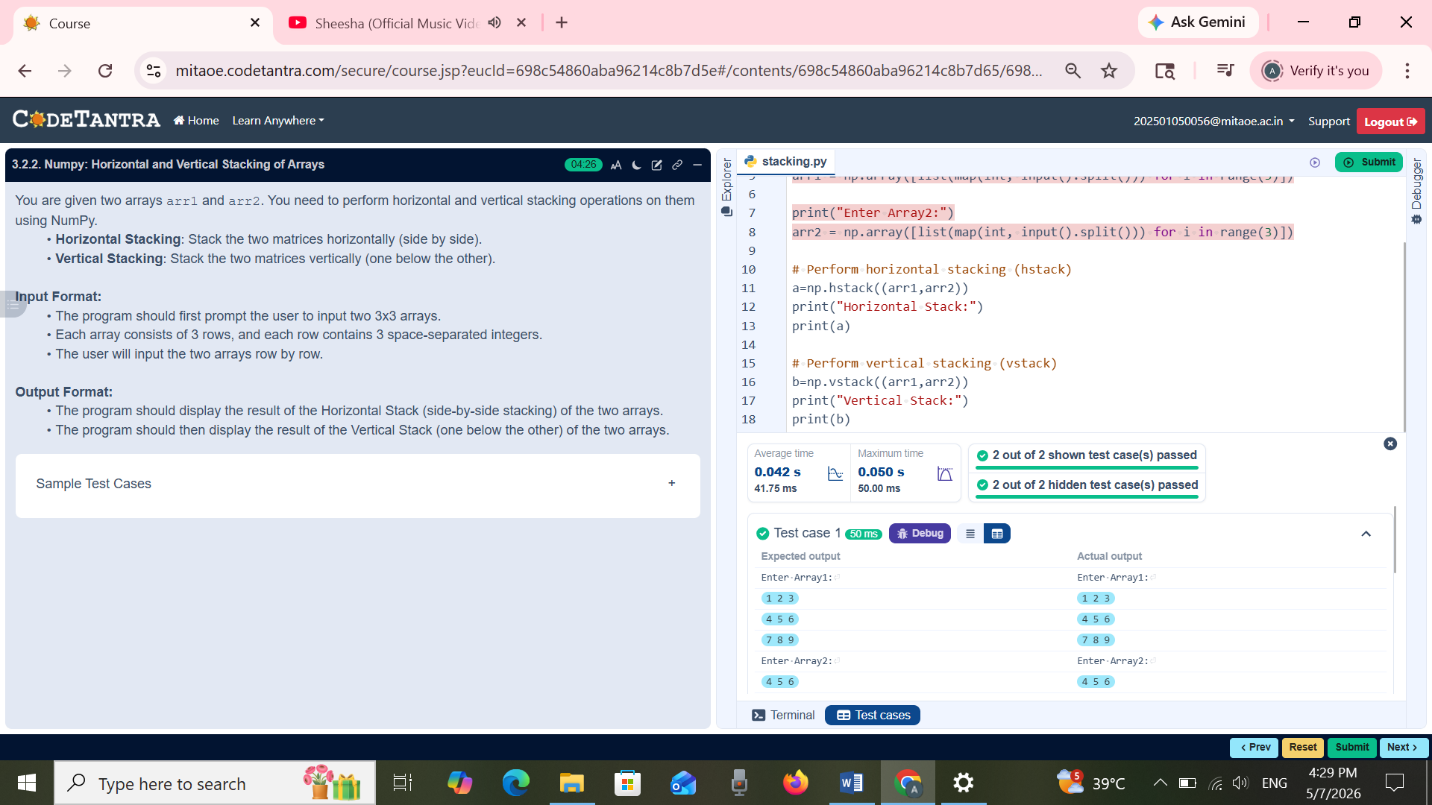 Course
Sheesha (Official Music Vide
Ask Gemini
mitaoe.codetantra.com/secure/course.jsp?eucId=698c54860aba96214c8b7d5e#/contents/698c54860aba96214c8b7d65/698...
A
Verify it's you
CODETANTRA
Home
Learn Anywhere
202501050056@mitaoe.ac.in
Support
Logout
3.2.2. Numpy: Horizontal and Vertical Stacking of Arrays
04:26
AA
You are given two arrays arr1 and arr2. You need to perform horizontal and vertical stacking operations on them
using NumPy.
• Horizontal Stacking: Stack the two matrices horizontally (side by side).
• Vertical Stacking: Stack the two matrices vertically (one below the other).
Input Format:
• The program should first prompt the user to input two 3x3 arrays.
• Each array consists of 3 rows, and each row contains 3 space-separated integers.
• The user will input the two arrays row by row.
Output Format:
• The program should display the result of the Horizontal Stack (side-by-side stacking) of the two arrays.
• The program should then display the result of the Vertical Stack (one below the other) of the two arrays.
Sample Test Cases
+
Explorer
stacking.py
Submit
Debugger
5 arr1 = np.array([list(map(int, input().split())) for i in range(3)])
6
7 print("Enter Array2:")
8 arr2 = np.array([list(map(int, input().split())) for i in range(3)])
9
10 # Perform horizontal stacking (hstack)
11 a=np.hstack((arr1,arr2))
12 print("Horizontal Stack:")
13 print(a)
14
15 # Perform vertical stacking (vstack)
16 b=np.vstack((arr1,arr2))
17 print("Vertical Stack:")
18 print(b)
Average time
0.042 s
41.75 ms
Maximum time
0.050 s
50.00 ms
2 out of 2 shown test case(s) passed
2 out of 2 hidden test case(s) passed
Test case 1 50 ms
Debug
Expected output Actual output
Enter Array1: Enter Array1:
1 2 3 1 2 3
4 5 6 4 5 6
7 8 9 7 8 9
Enter Array2: Enter Array2:
4 5 6 4 5 6
Terminal
Test cases
< Prev
Reset
Submit
Next >
Type here to search
5
39°C
ENG
4:29 PM
5/7/2026